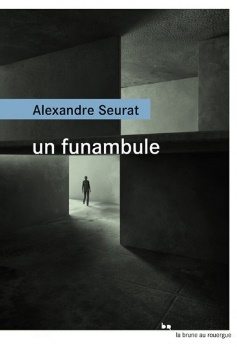 Alexandre Seurat
un funambule
la brune au rouergue